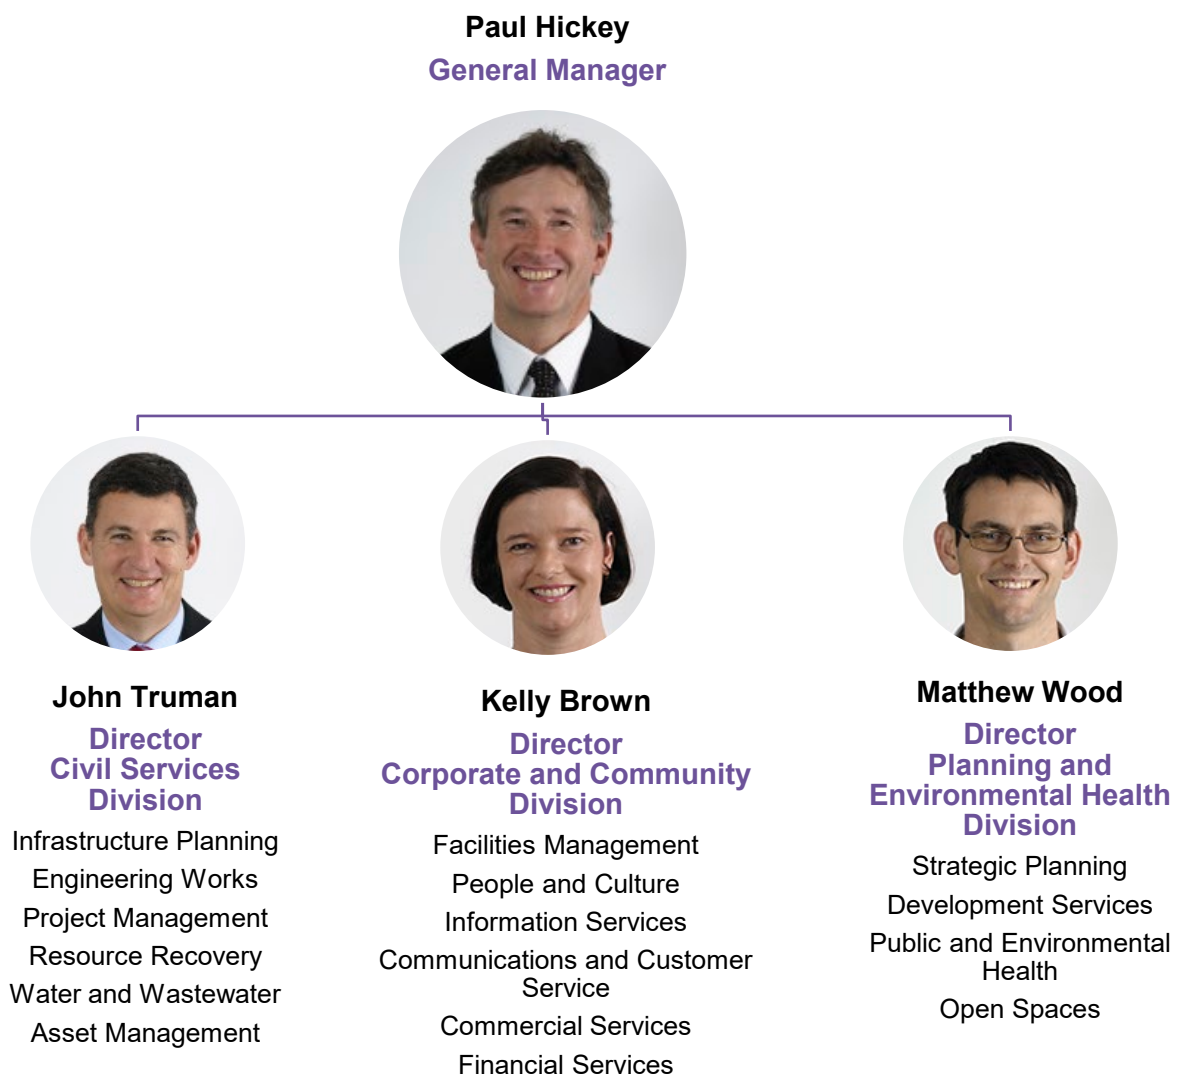 Paul Hickey
General Manager
John Truman
Director
Civil Services
Division
Infrastructure Planning
Engineering Works
Project Management
Resource Recovery
Water and Wastewater
Asset Management
Kelly Brown
Director
Corporate and Community
Division
Facilities Management
People and Culture
Information Services
Communications and Customer
Service
Commercial Services
Financial Services
Matthew Wood
Director
Planning and
Environmental Health
Division
Strategic Planning
Development Services
Public and Environmental
Health
Open Spaces